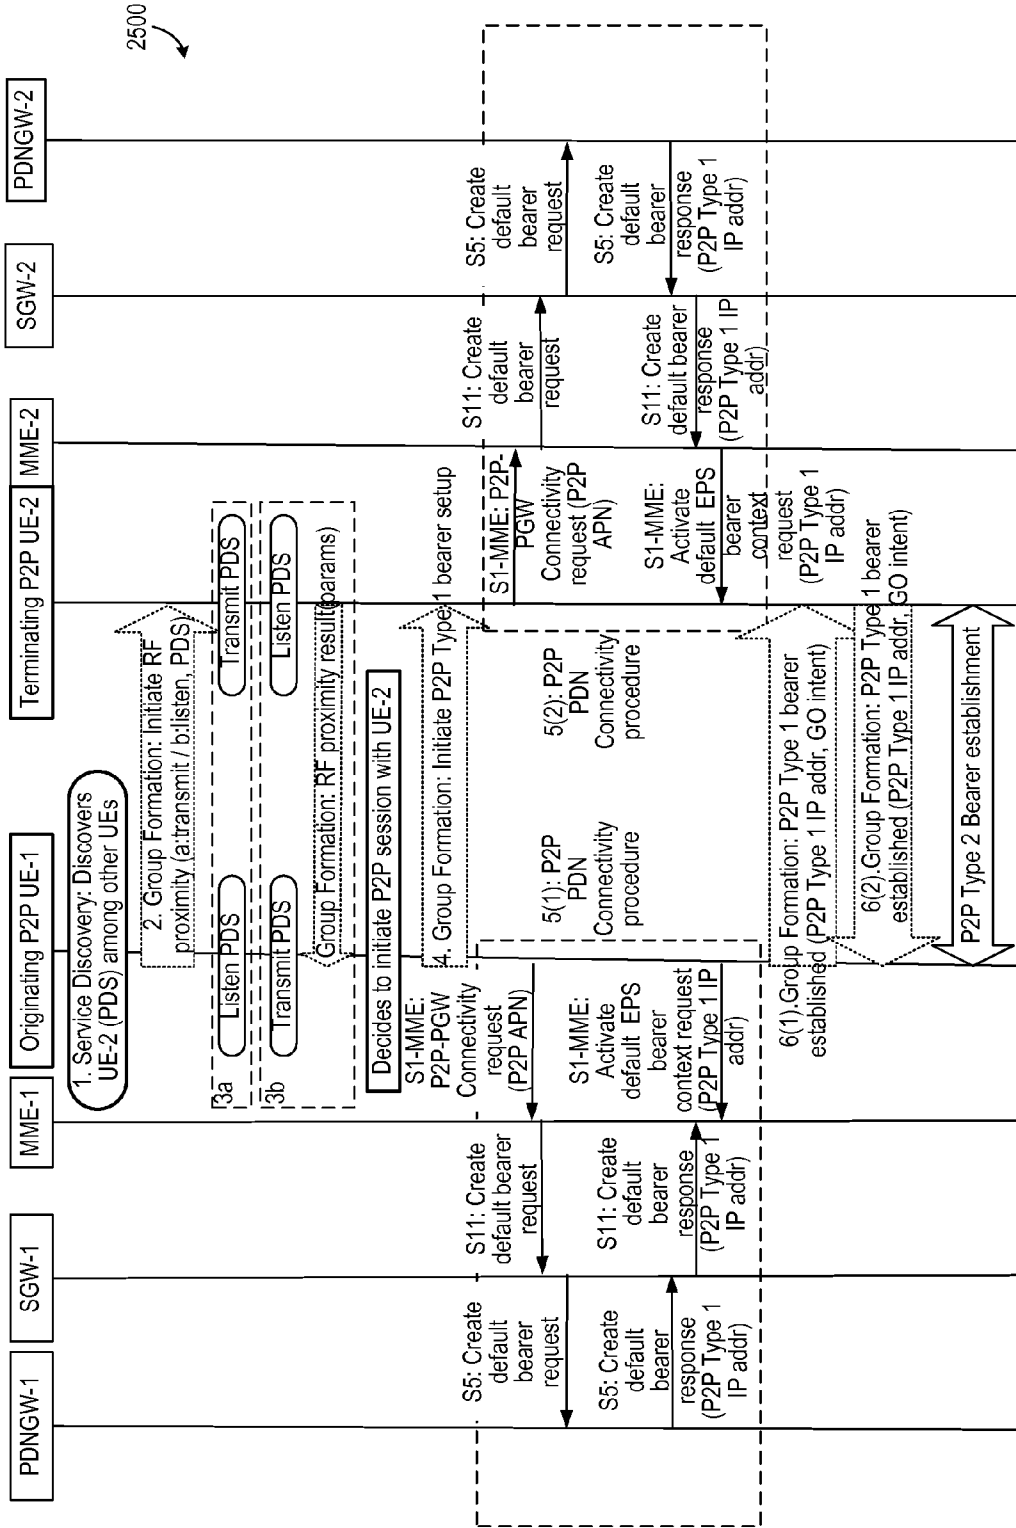 2500
PDNGW-1
SGW-1
MME-1
Originating P2P UE-1
Terminating P2P UE-2
MME-2
SGW-2
PDNGW-2
1. Service Discovery: Discovers
UE-2 (PDS) among other UEs
2. Group Formation: Initiate RF
proximity (a:transmit / b:listen, PDS)
3a
Listen PDS
Transmit PDS
3b
Transmit PDS
Listen PDS
Group Formation: RF proximity result(params)
Decides to initiate P2P session with UE-2
4. Group Formation: Initiate P2P Type 1 bearer setup
S1-MME:
P2P-PGW
Connectivity
request
(P2P APN)
S11: Create
default bearer
request
S5: Create
default
bearer
request
S5: Create
default
bearer
response
(P2P Type 1
IP addr)
S11: Create
default
bearer
response
(P2P Type 1
IP addr)
S1-MME:
Activate
default EPS
bearer
context request
(P2P Type 1 IP
addr)
5(1): P2P
PDN
Connectivity
procedure
5(2): P2P
PDN
Connectivity
procedure
S1-MME: P2P-
PGW
Connectivity
request (P2P
APN)
S11: Create
default
bearer
request
S5: Create
default
bearer
request
S5: Create
default
bearer
response
(P2P Type 1
IP addr)
S11: Create
default bearer
response
(P2P Type 1 IP
addr)
S1-MME:
Activate
default EPS
bearer
context
request
(P2P Type 1
IP addr)
6(1).Group Formation: P2P Type 1 bearer
established (P2P Type 1 IP addr, GO intent)
6(2).Group Formation: P2P Type 1 bearer
established (P2P Type 1 IP addr, GO intent)
P2P Type 2 Bearer establishment